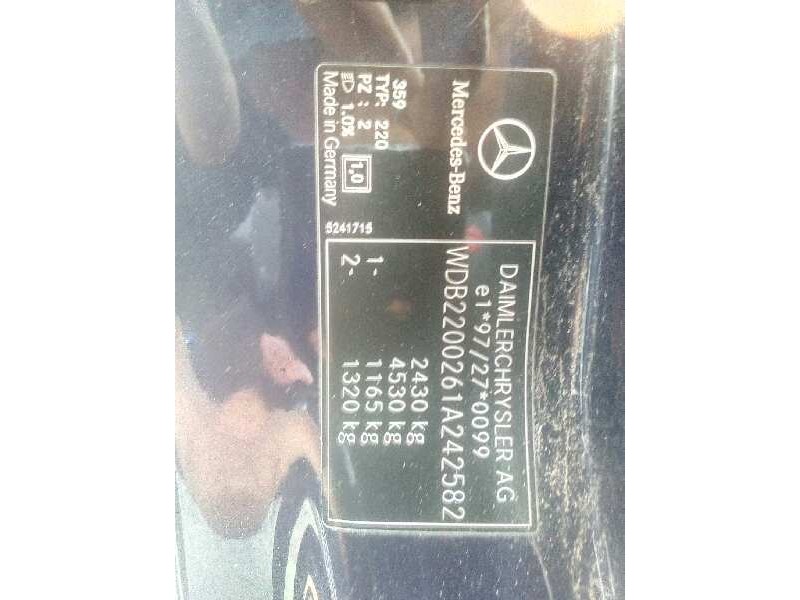 Mercedes-Benz
359
TYP: 220
PZ : 2
1.0% 1,0
Made in Germany
5241715
DAIMLERCHRYSLER AG
e1*97/27*0099
WDB2200261A242582
2430 kg
4530 kg
1- 1165 kg
2- 1320 kg